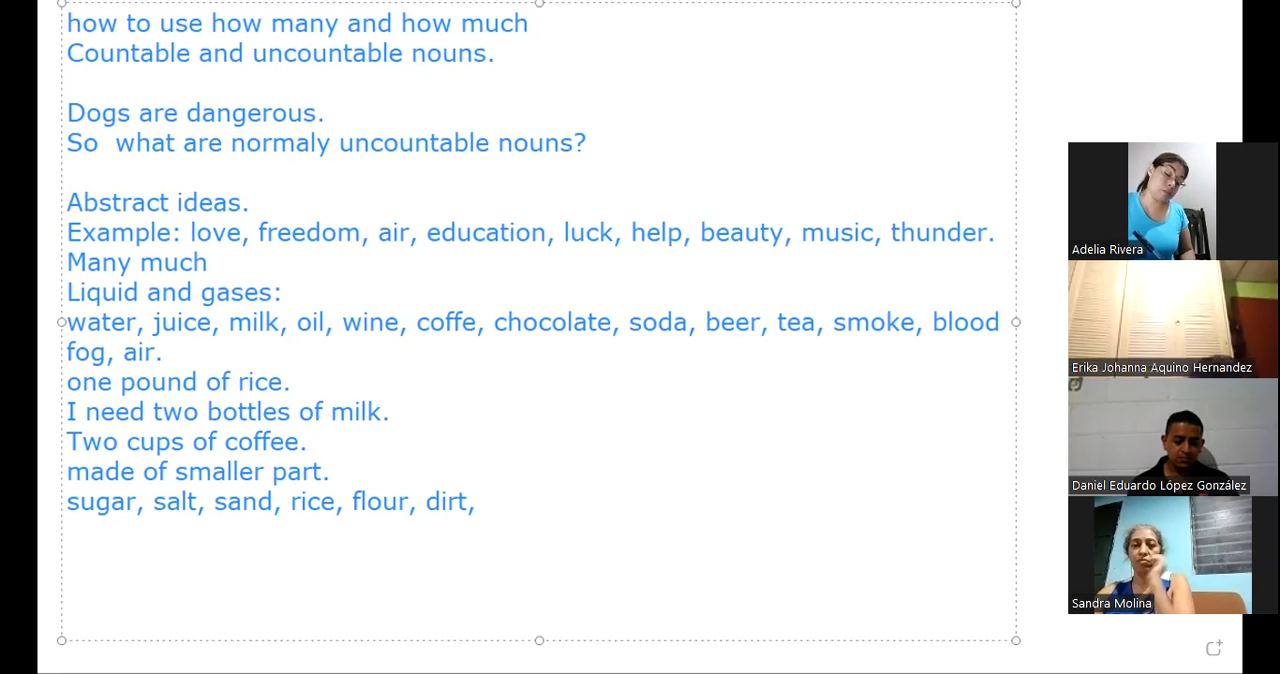 how to use how many and how much
Countable and uncountable nouns.
Dogs are dangerous.
So  what are normaly uncountable nouns?
Abstract ideas.
Example: love, freedom, air, education, luck, help, beauty, music, thunder.
Many much
Liquid and gases:
water, juice, milk, oil, wine, coffe, chocolate, soda, beer, tea, smoke, blood
fog, air.
one pound of rice.
I need two bottles of milk.
Two cups of coffee.
made of smaller part.
sugar, salt, sand, rice, flour, dirt,
Adelia Rivera
Erika Johanna Aquino Hernandez
Daniel Eduardo López González
Sandra Molina